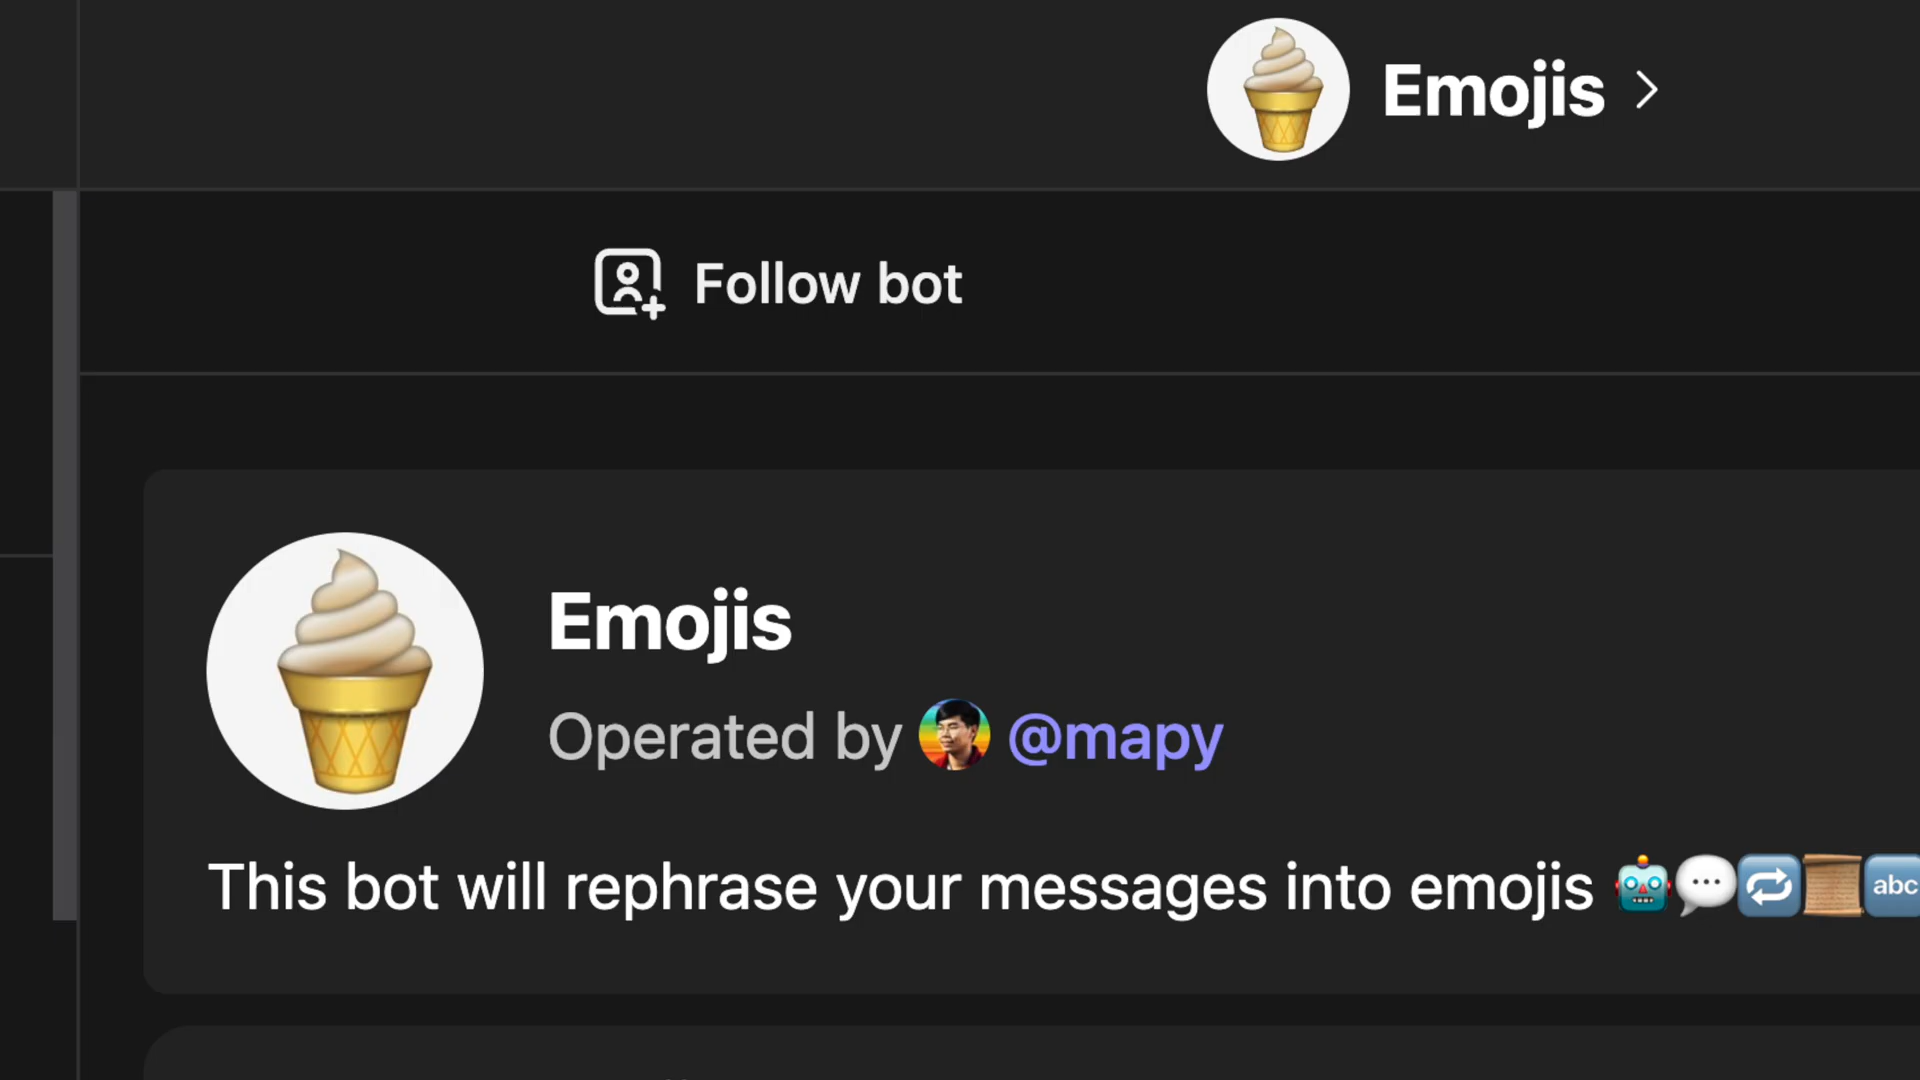 Emojis
Follow bot
Emojis
Operated by @mapy
This bot will rephrase your messages into emojis 🤖💬🔁📜🔤